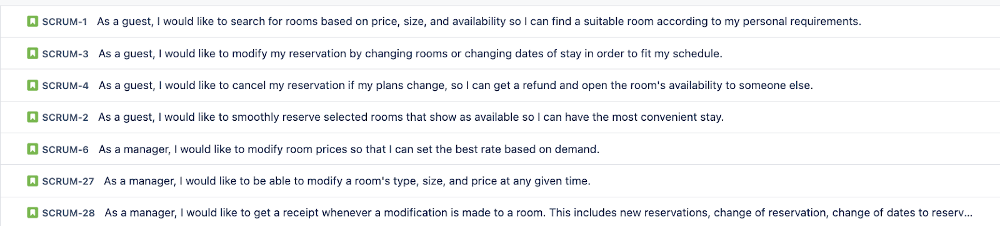 SCRUM-1 As a guest, I would like to search for rooms based on price, size, and availability so I can find a suitable room according to my personal requirements.
SCRUM-3 As a guest, I would like to modify my reservation by changing rooms or changing dates of stay in order to fit my schedule.
SCRUM-4 As a guest, I would like to cancel my reservation if my plans change, so I can get a refund and open the room's availability to someone else.
SCRUM-2 As a guest, I would like to smoothly reserve selected rooms that show as available so I can have the most convenient stay.
SCRUM-6 As a manager, I would like to modify room prices so that I can set the best rate based on demand.
SCRUM-27 As a manager, I would like to be able to modify a room's type, size, and price at any given time.
SCRUM-28 As a manager, I would like to get a receipt whenever a modification is made to a room. This includes new reservations, change of reservation, change of dates to reserv...